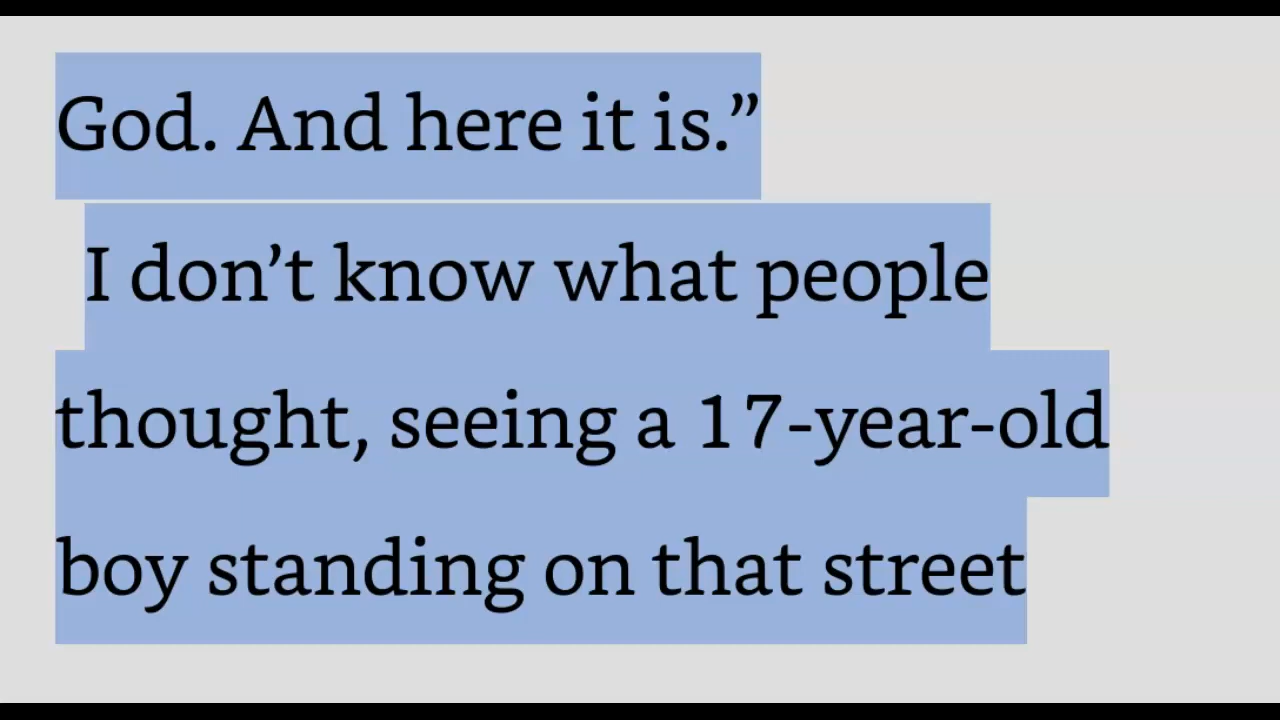 God. And here it is.”
I don’t know what people
thought, seeing a 17-year-old
boy standing on that street